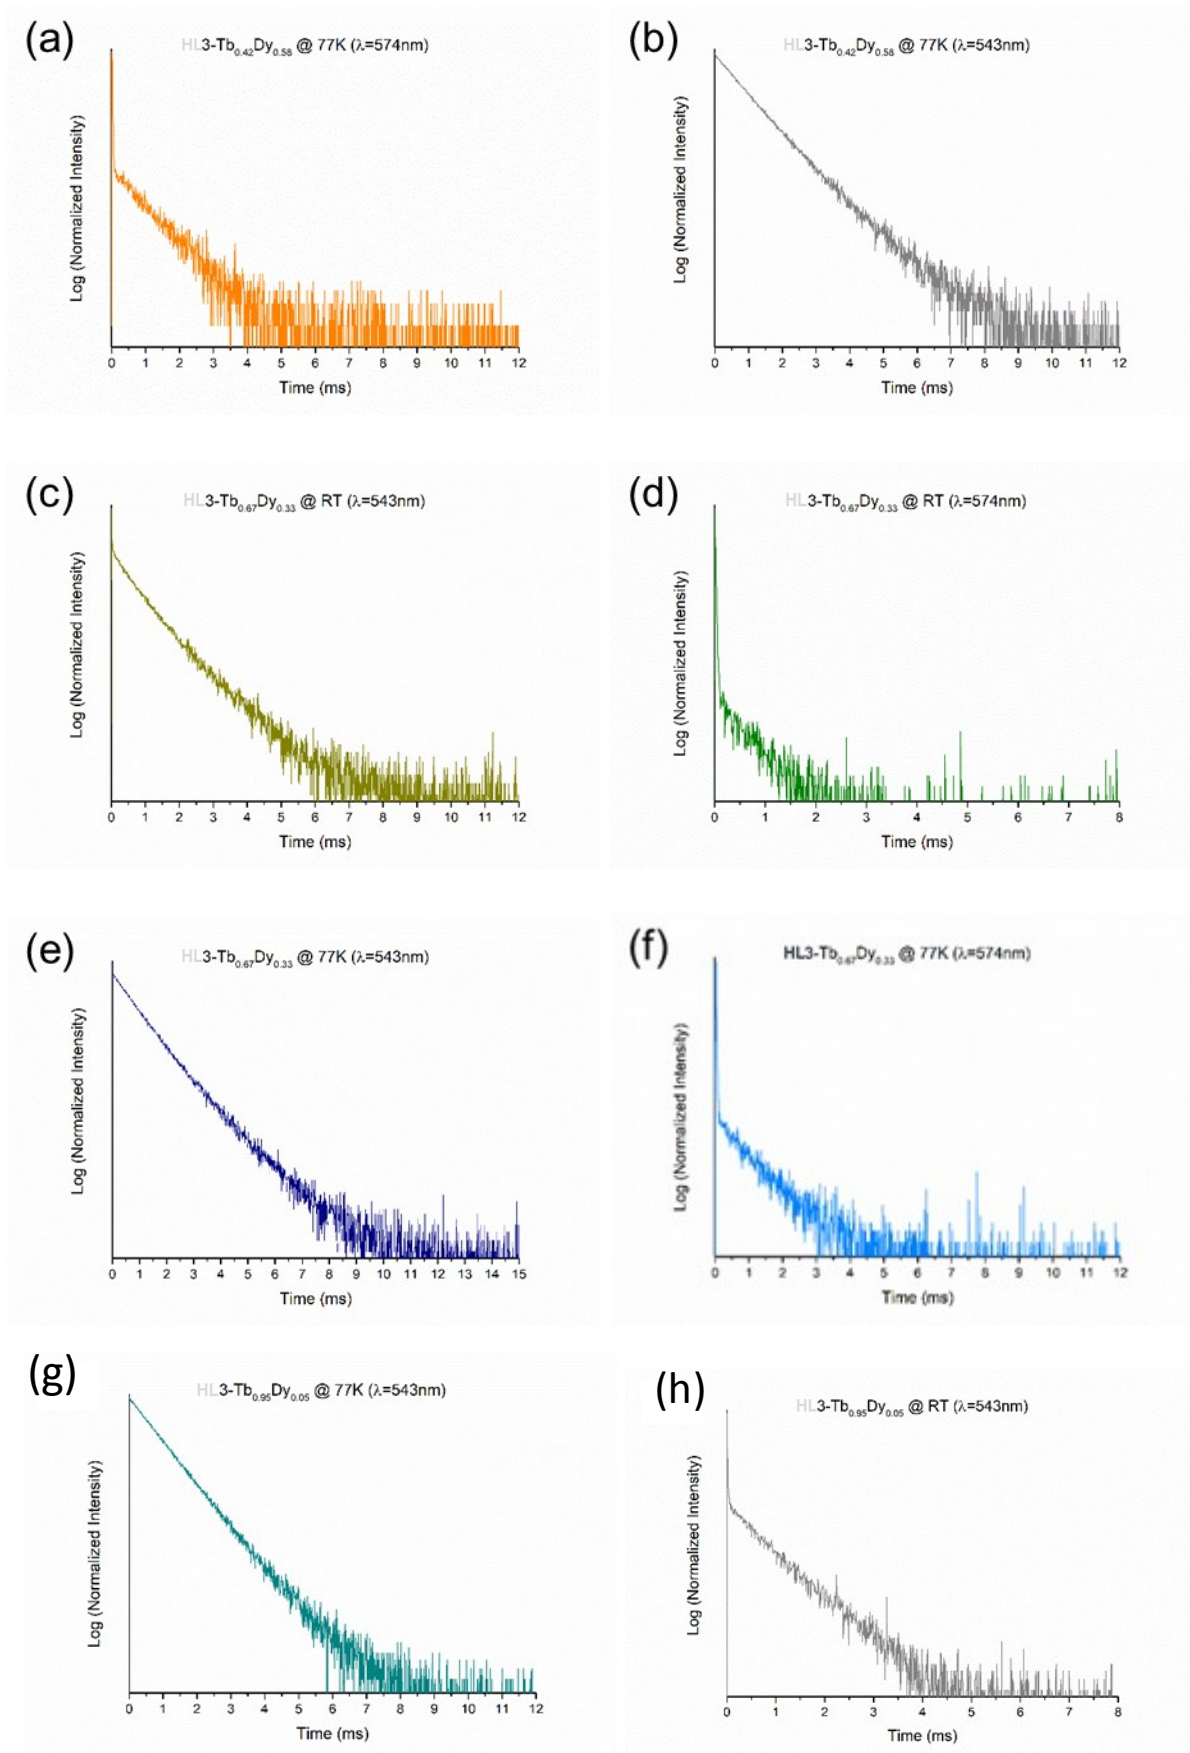 (a)
HL3-Tb0.42Dy0.58 @ 77K (λ=574nm)
Log (Normalized Intensity)
0 1 2 3 4 5 6 7 8 9 10 11 12
Time (ms)
(b)
HL3-Tb0.42Dy0.58 @ 77K (λ=543nm)
Log (Normalized Intensity)
0 1 2 3 4 5 6 7 8 9 10 11 12
Time (ms)
(c)
HL3-Tb0.67Dy0.33 @ RT (λ=543nm)
Log (Normalized Intensity)
0 1 2 3 4 5 6 7 8 9 10 11 12
Time (ms)
(d)
HL3-Tb0.67Dy0.33 @ RT (λ=574nm)
Log (Normalized Intensity)
0 1 2 3 4 5 6 7 8
Time (ms)
(e)
HL3-Tb0.67Dy0.33 @ 77K (λ=543nm)
Log (Normalized Intensity)
0 1 2 3 4 5 6 7 8 9 10 11 12 13 14 15
Time (ms)
(f)
HL3-Tb0.67Dy0.33 @ 77K (λ=574nm)
Log (Normalized Intensity)
0 1 2 3 4 5 6 7 8 9 10 11 12
Time (ms)
(g)
HL3-Tb0.95Dy0.05 @ 77K (λ=543nm)
Log (Normalized Intensity)
0 1 2 3 4 5 6 7 8 9 10 11 12
Time (ms)
(h)
HL3-Tb0.95Dy0.05 @ RT (λ=543nm)
Log (Normalized Intensity)
0 1 2 3 4 5 6 7 8
Time (ms)